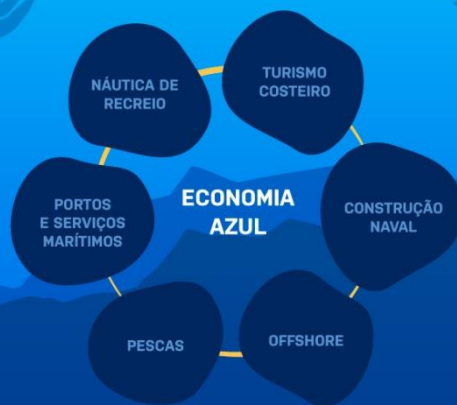 NÁUTICA DE
RECREIO
TURISMO
COSTEIRO
ECONOMIA
AZUL
PORTOS
E SERVIÇOS
MARÍTIMOS
CONSTRUÇÃO
NAVAL
PESCAS
OFFSHORE